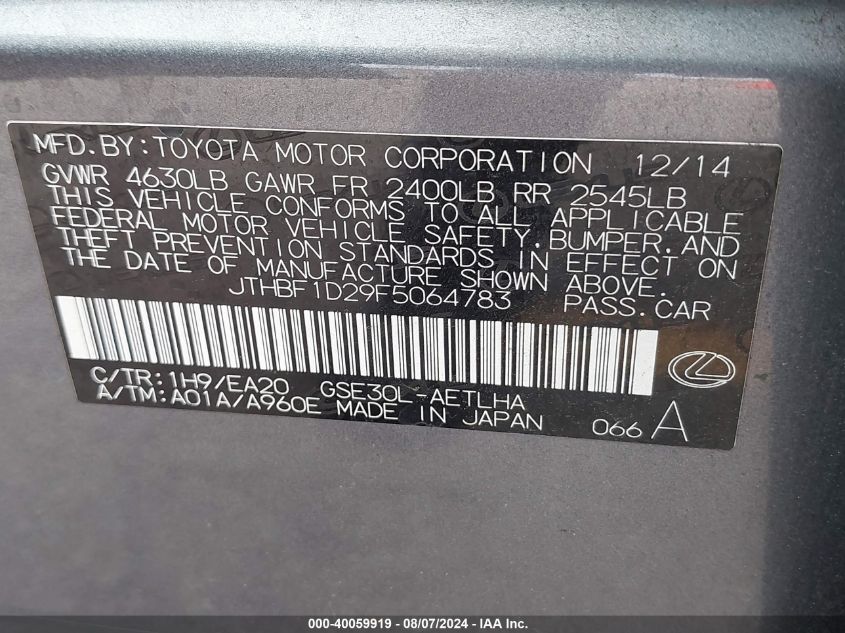 MFD. BY: TOYOTA MOTOR CORPORATION 12/14
GVWR 4630LB GAWR FR 2400LB RR 2545LB
THIS VEHICLE CONFORMS TO ALL APPLICABLE
FEDERAL MOTOR VEHICLE SAFETY, BUMPER, AND
THEFT PREVENTION STANDARDS IN EFFECT ON
THE DATE OF MANUFACTURE SHOWN ABOVE.
JTHBF1D29F5064783 PASS. CAR
C/TR: 1H9/EA20 GSE30L-AETLHA
A/TM: A01A/A960E MADE IN JAPAN 066 A
000-40059919 - 08/07/2024 - IAA Inc.